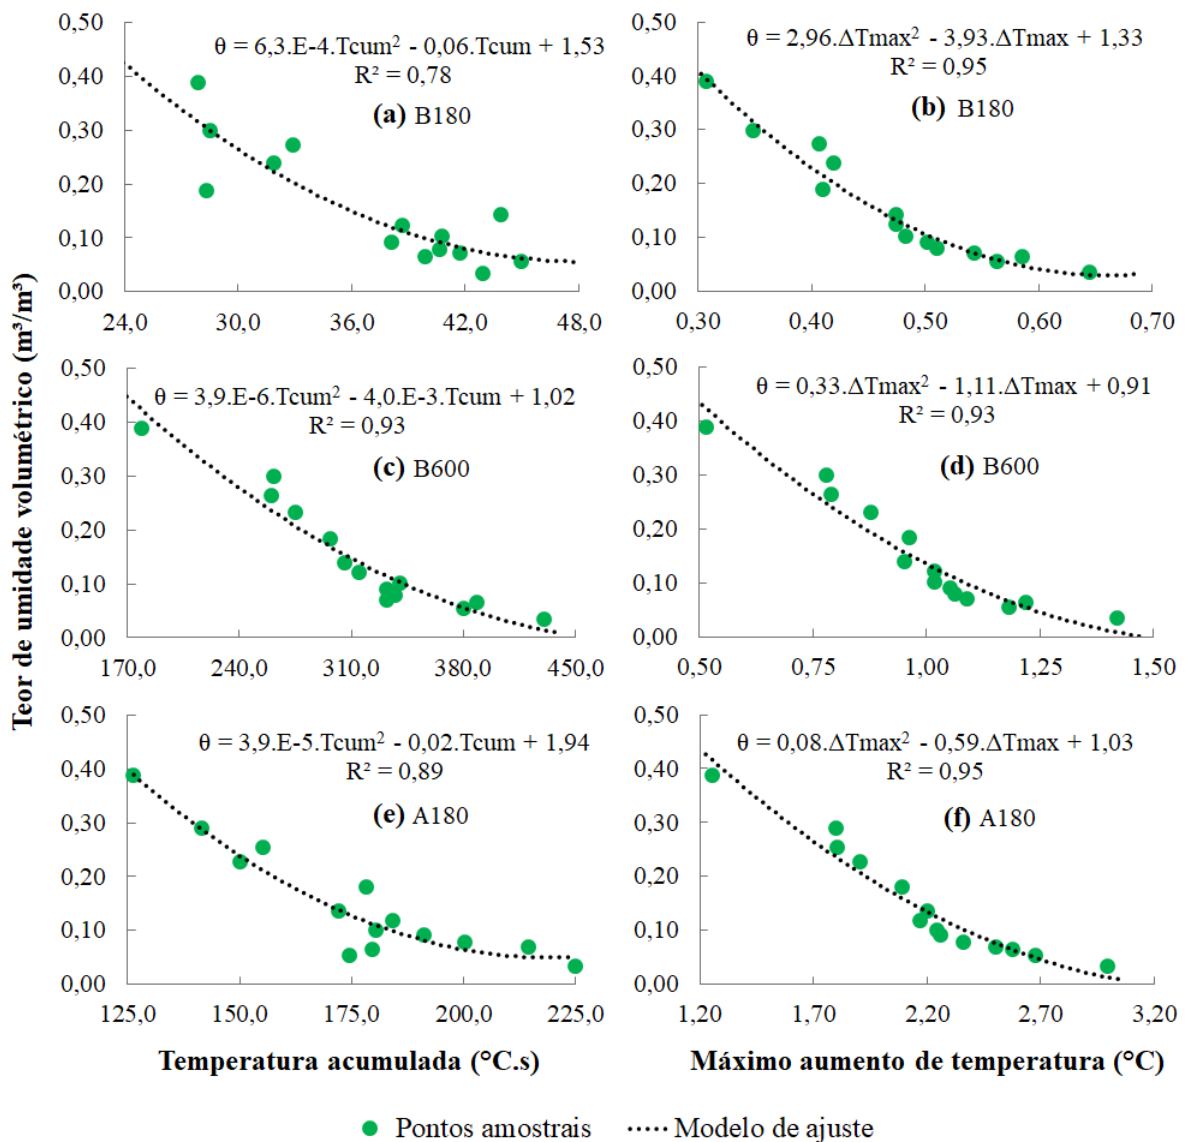 Teor de umidade volumétrico (m³/m³)
0,50
0,40
0,30
0,20
0,10
0,00
24,0 30,0 36,0 42,0 48,0
θ = 6,3.E-4.Tcum² - 0,06.Tcum + 1,53
R² = 0,78
(a) B180
0,50
0,40
0,30
0,20
0,10
0,00
0,30 0,40 0,50 0,60 0,70
θ = 2,96.ΔTmax² - 3,93.ΔTmax + 1,33
R² = 0,95
(b) B180
0,50
0,40
0,30
0,20
0,10
0,00
170,0 240,0 310,0 380,0 450,0
θ = 3,9.E-6.Tcum² - 4,0.E-3.Tcum + 1,02
R² = 0,93
(c) B600
0,50
0,40
0,30
0,20
0,10
0,00
0,50 0,75 1,00 1,25 1,50
θ = 0,33.ΔTmax² - 1,11.ΔTmax + 0,91
R² = 0,93
(d) B600
0,50
0,40
0,30
0,20
0,10
0,00
125,0 150,0 175,0 200,0 225,0
θ = 3,9.E-5.Tcum² - 0,02.Tcum + 1,94
R² = 0,89
(e) A180
0,50
0,40
0,30
0,20
0,10
0,00
1,20 1,70 2,20 2,70 3,20
θ = 0,08.ΔTmax² - 0,59.ΔTmax + 1,03
R² = 0,95
(f) A180
Temperatura acumulada (°C.s)
Máximo aumento de temperatura (°C)
Pontos amostrais
Modelo de ajuste